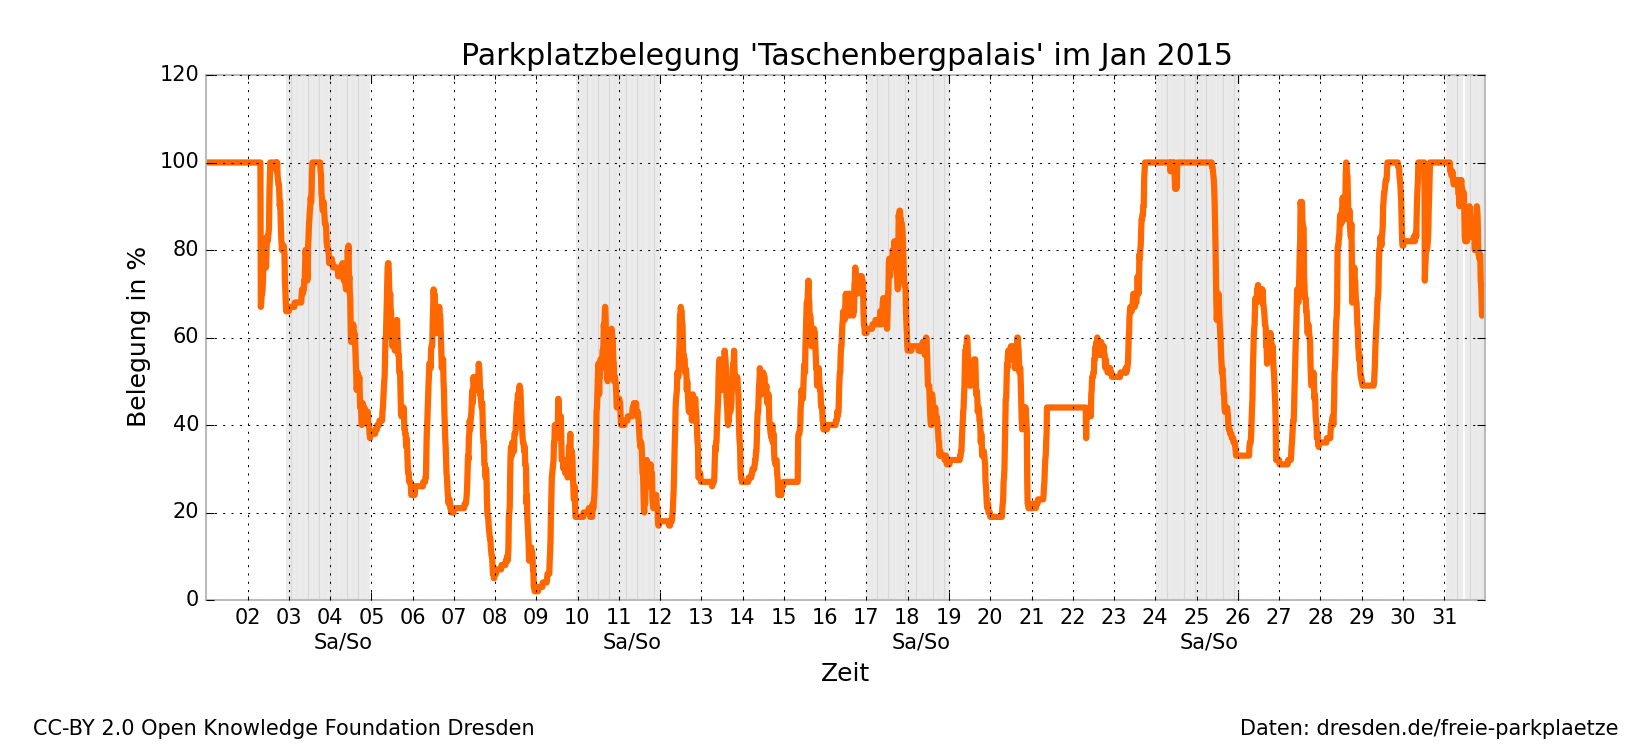 Parkplatzbelegung 'Taschenbergpalais' im Jan 2015
120
100
80
60
40
20
0
Belegung in %
02 03 04 05 06 07 08 09 10 11 12 13 14 15 16 17 18 19 20 21 22 23 24 25 26 27 28 29 30 31
Sa/So Sa/So Sa/So Sa/So
Zeit
CC-BY 2.0 Open Knowledge Foundation Dresden
Daten: dresden.de/freie-parkplaetze